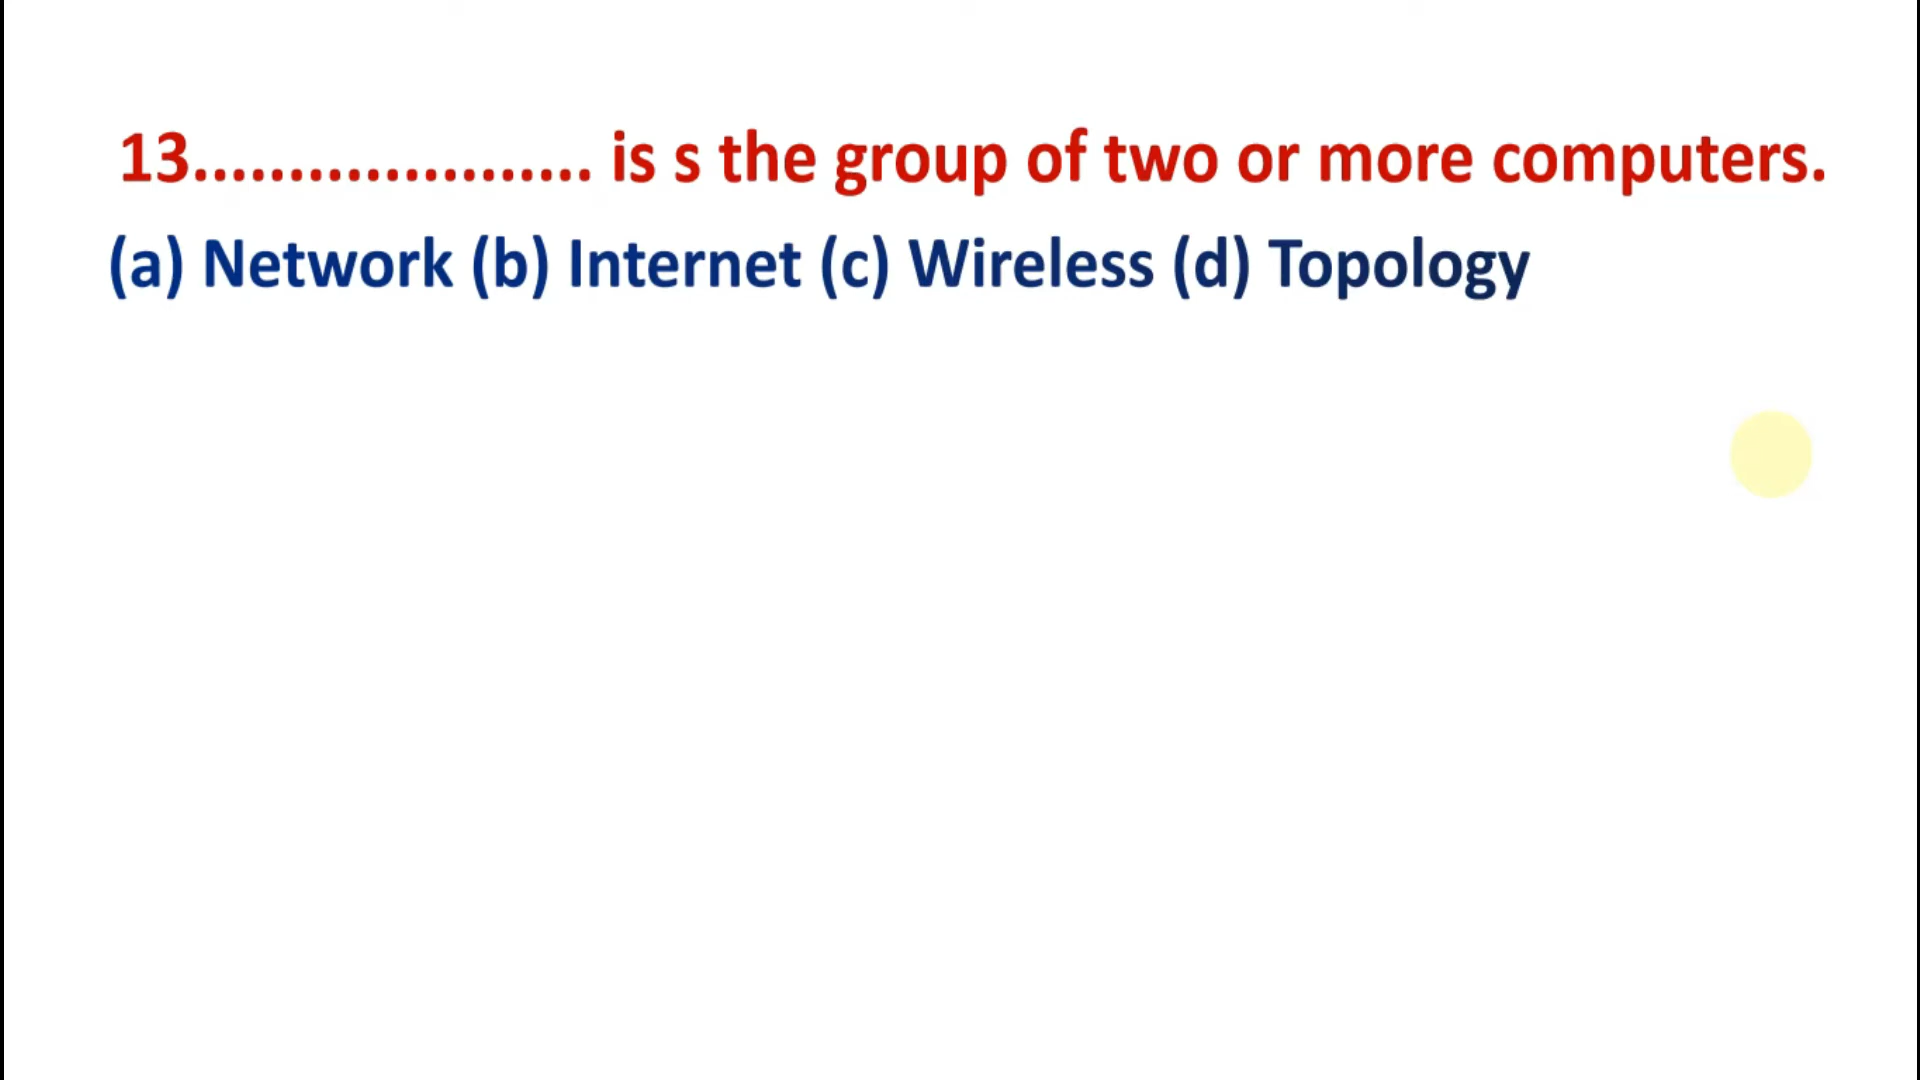 13..................... is s the group of two or more computers.
(a) Network (b) Internet (c) Wireless (d) Topology